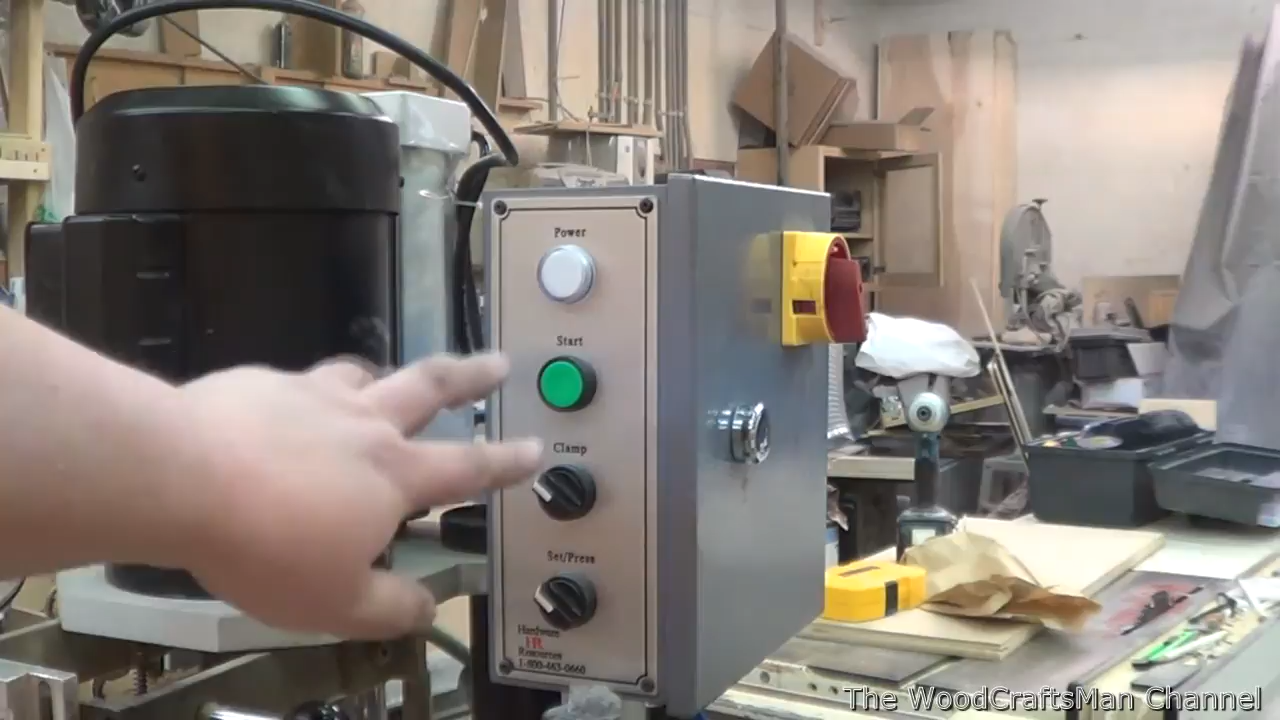 Power
Start
Clamp
Set/Press
Hardware
HR
Resources
1-800-463-0660
The WoodCraftsMan Channel